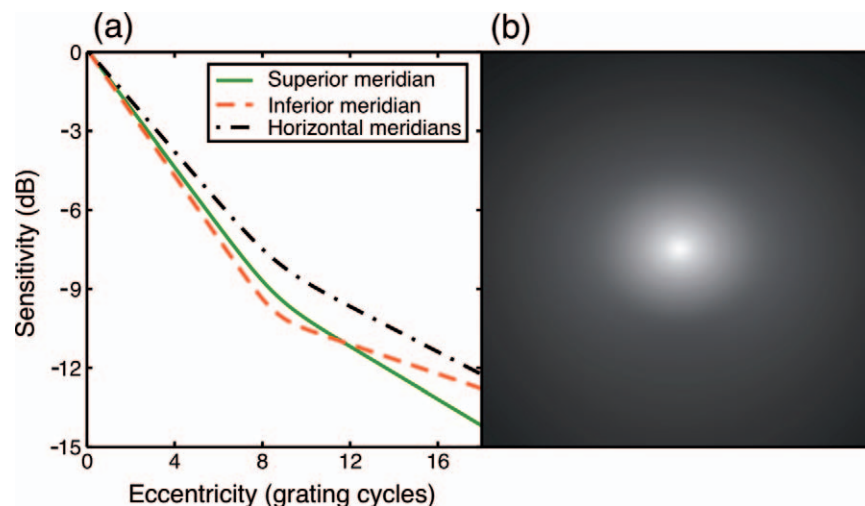 (a)
(b)
0
-3
-6
-9
-12
-15
Sensitivity (dB)
Superior meridian
Inferior meridian
Horizontal meridians
0 4 8 12 16
Eccentricity (grating cycles)